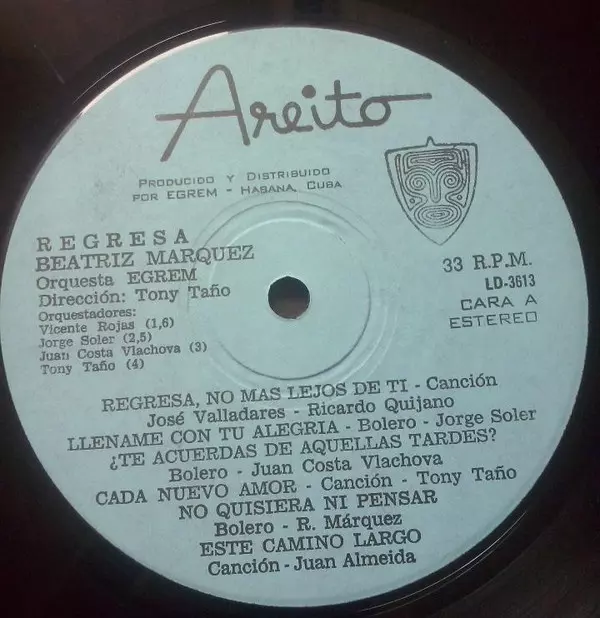 Areito
PRODUCIDO Y DISTRIBUIDO
POR EGREM - HABANA, CUBA
REGRESA
BEATRIZ MARQUEZ
Orquesta EGREM
Dirección: Tony Taño
Orquestadores:
Vicente Rojas (1,6)
Jorge Soler (2,5)
Juan Costa Vlachova (3)
Tony Taño (4)
33 R.P.M.
LD-3613
CARA A
ESTEREO
REGRESA, NO MAS LEJOS DE TI - Canción
José Valladares - Ricardo Quijano
LLENAME CON TU ALEGRIA - Bolero - Jorge Soler
¿TE ACUERDAS DE AQUELLAS TARDES?
Bolero - Juan Costa Vlachova
CADA NUEVO AMOR - Canción - Tony Taño
NO QUISIERA NI PENSAR
Bolero - R. Márquez
ESTE CAMINO LARGO
Canción - Juan Almeida